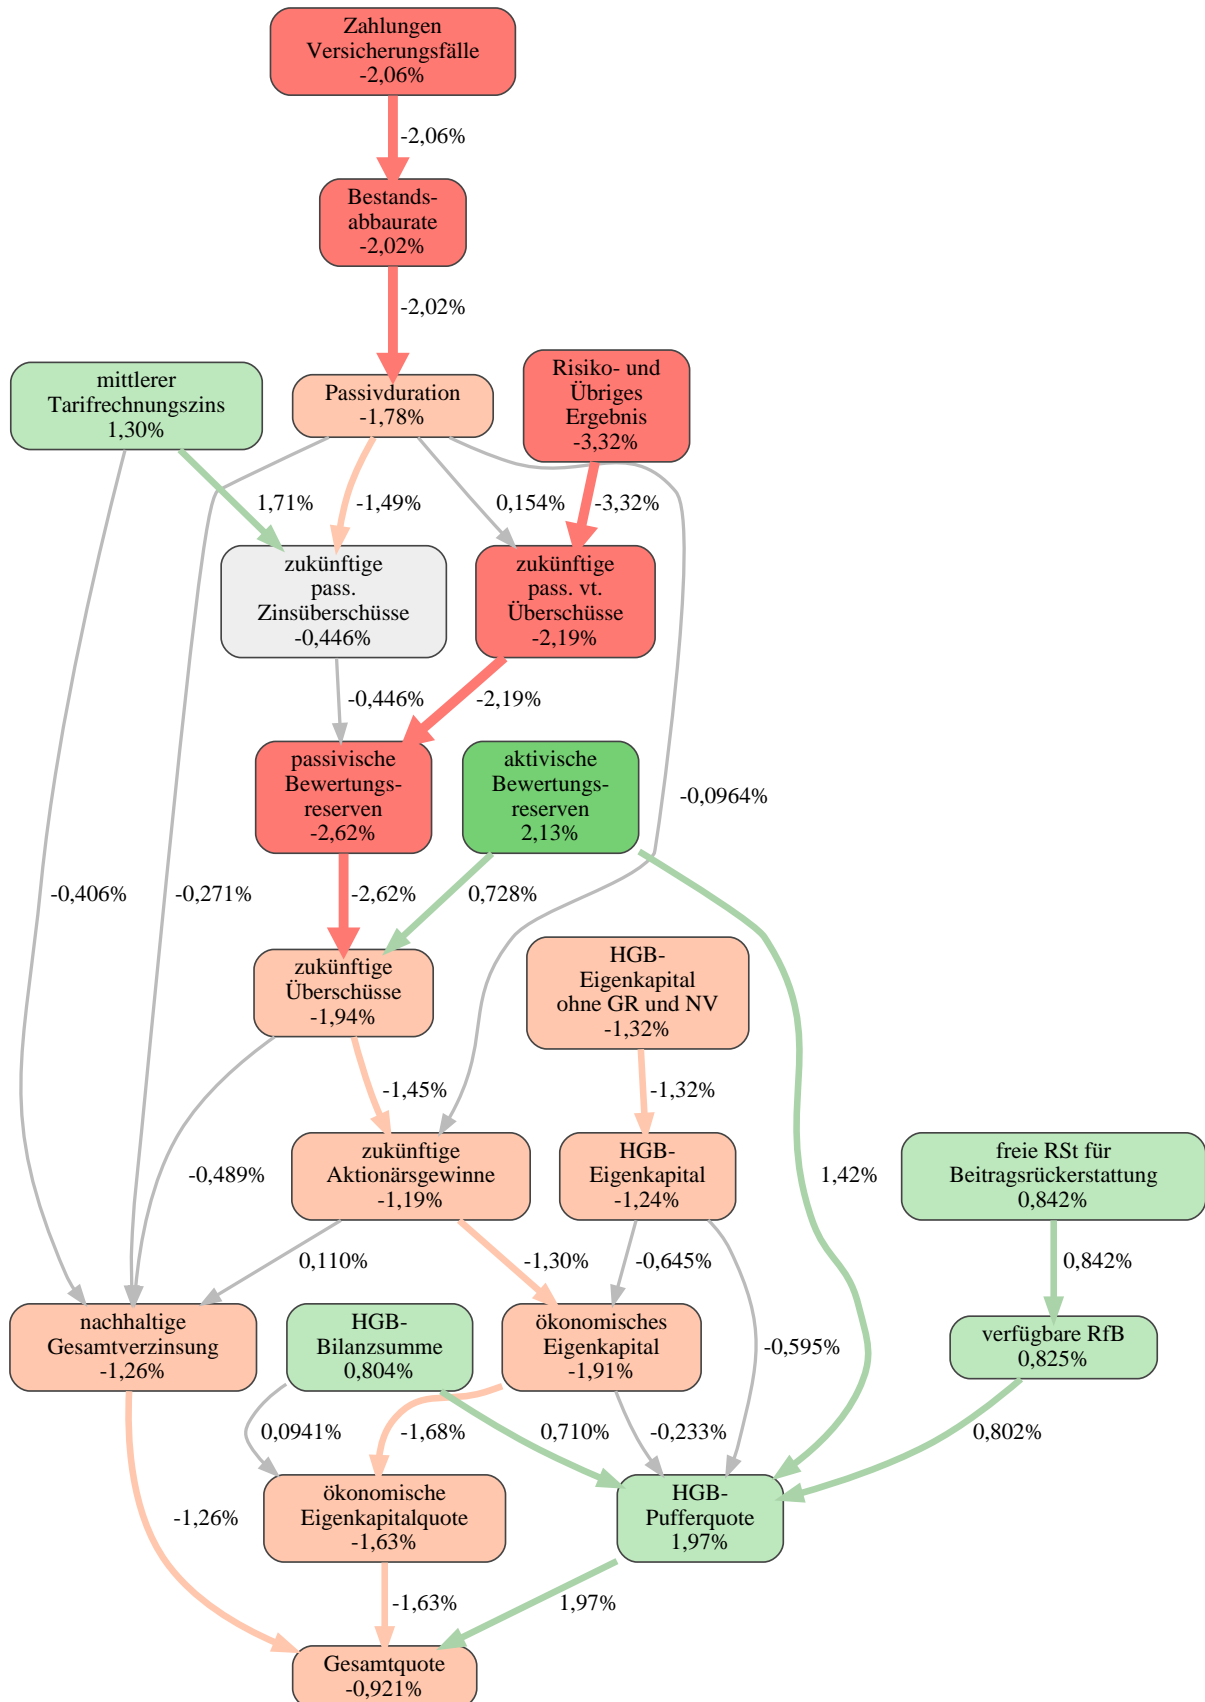 Zahlungen
Versicherungsfälle
-2,06%
-2,06%
Bestands-
abbaurate
-2,02%
-2,02%
mittlerer
Tarifrechnungszins
1,30%
Passivduration
-1,78%
Risiko- und
Übriges
Ergebnis
-3,32%
1,71%
-1,49%
0,154%
-3,32%
zukünftige
pass.
Zinsüberschüsse
-0,446%
zukünftige
pass. vt.
Überschüsse
-2,19%
-0,446%
-2,19%
passivische
Bewertungs-
reserven
-2,62%
aktivische
Bewertungs-
reserven
2,13%
-0,0964%
-0,406%
-0,271%
-2,62%
0,728%
zukünftige
Überschüsse
-1,94%
HGB-
Eigenkapital
ohne GR und NV
-1,32%
-1,45%
-1,32%
-0,489%
zukünftige
Aktionärsgewinne
-1,19%
HGB-
Eigenkapital
-1,24%
1,42%
freie RSt für
Beitragsrückerstattung
0,842%
0,110%
-1,30%
-0,645%
0,842%
nachhaltige
Gesamtverzinsung
-1,26%
HGB-
Bilanzsumme
0,804%
ökonomisches
Eigenkapital
-1,91%
-0,595%
verfügbare RfB
0,825%
0,0941%
-1,68%
0,710%
-0,233%
0,802%
-1,26%
ökonomische
Eigenkapitalquote
-1,63%
HGB-
Pufferquote
1,97%
-1,63%
1,97%
Gesamtquote
-0,921%